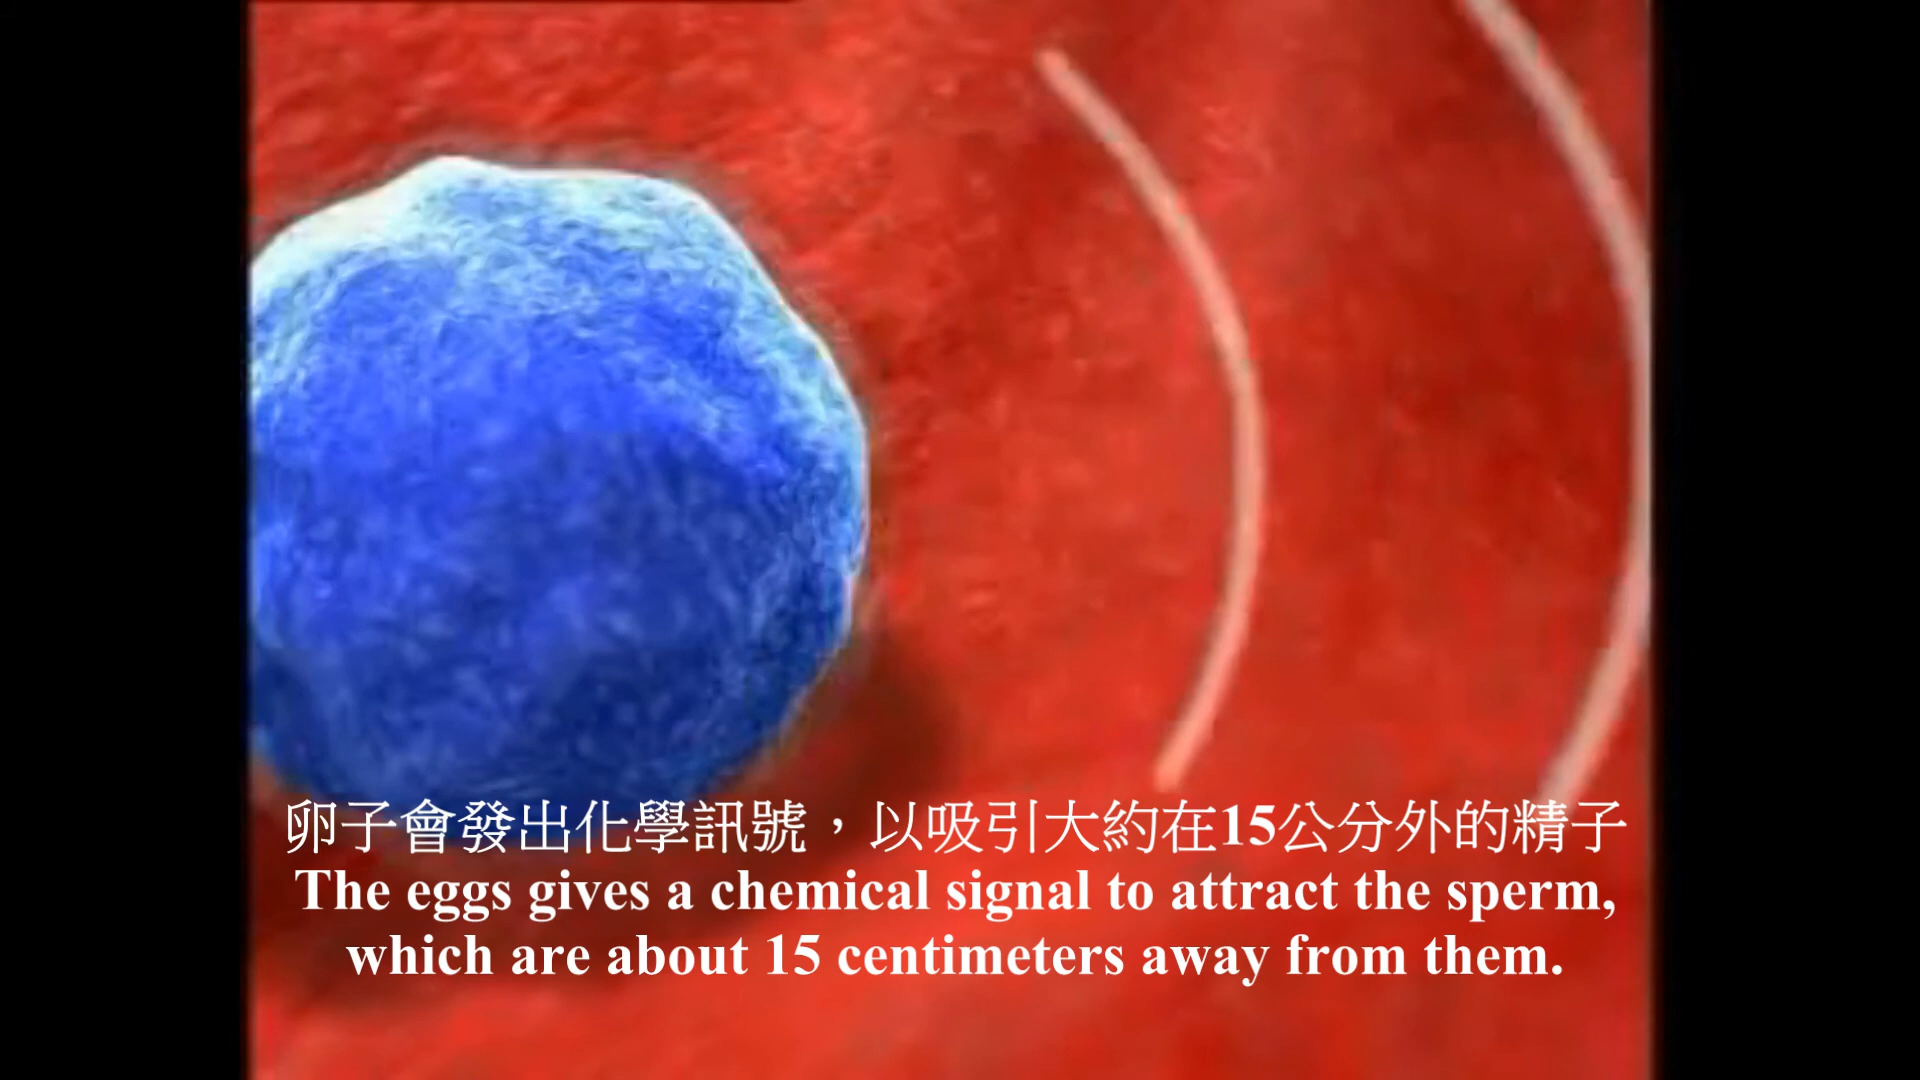 卵子會發出化學訊號，以吸引大約在15公分外的精子
The eggs gives a chemical signal to attract the sperm,
which are about 15 centimeters away from them.